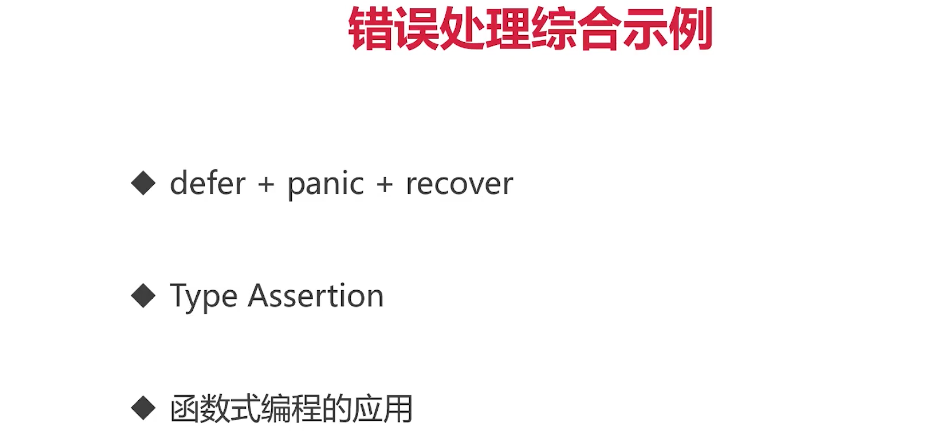 错误处理综合示例
◆ defer + panic + recover
◆ Type Assertion
◆ 函数式编程的应用